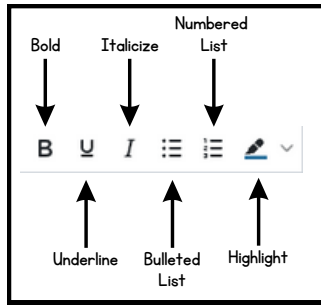 Numbered
List
Bold Italicize
B U I
Underline Bulleted
List
Highlight